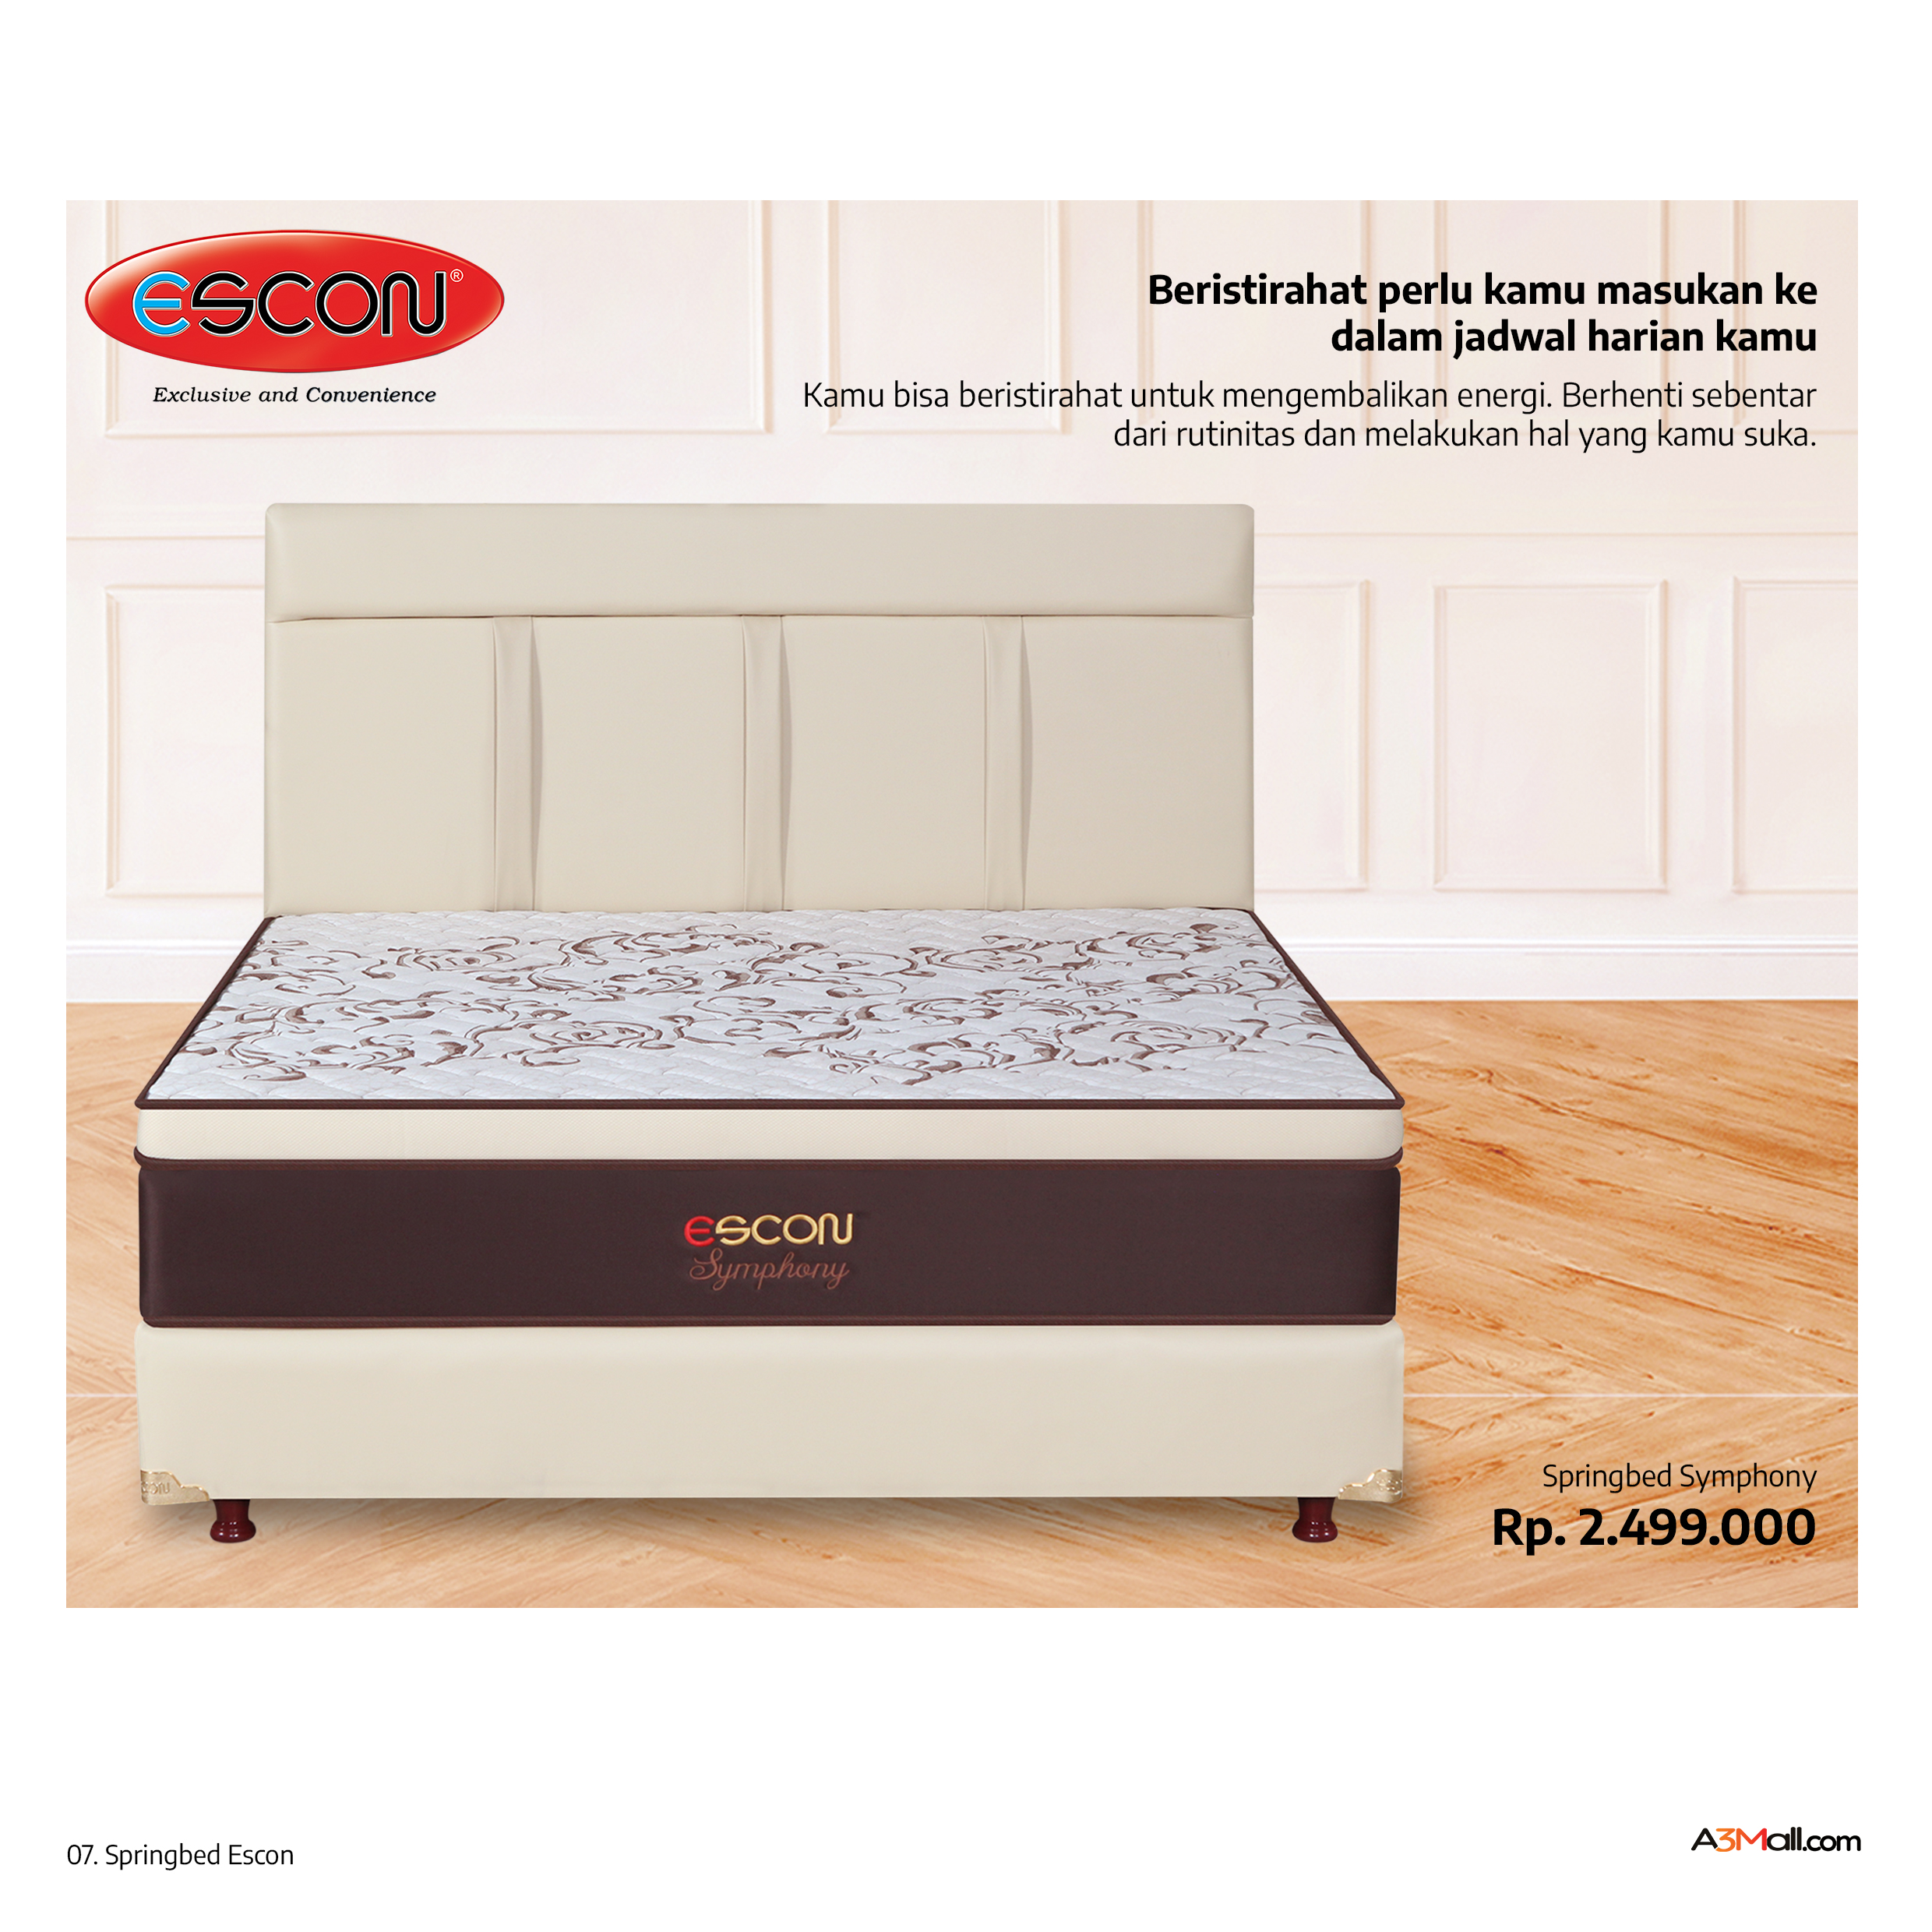 ESCON®
Exclusive and Convenience
Beristirahat perlu kamu masukan ke
dalam jadwal harian kamu
Kamu bisa beristirahat untuk mengembalikan energi. Berhenti sebentar
dari rutinitas dan melakukan hal yang kamu suka.
ESCON
Symphony
Springbed Symphony
Rp. 2.499.000
07. Springbed Escon
A3Mall.com